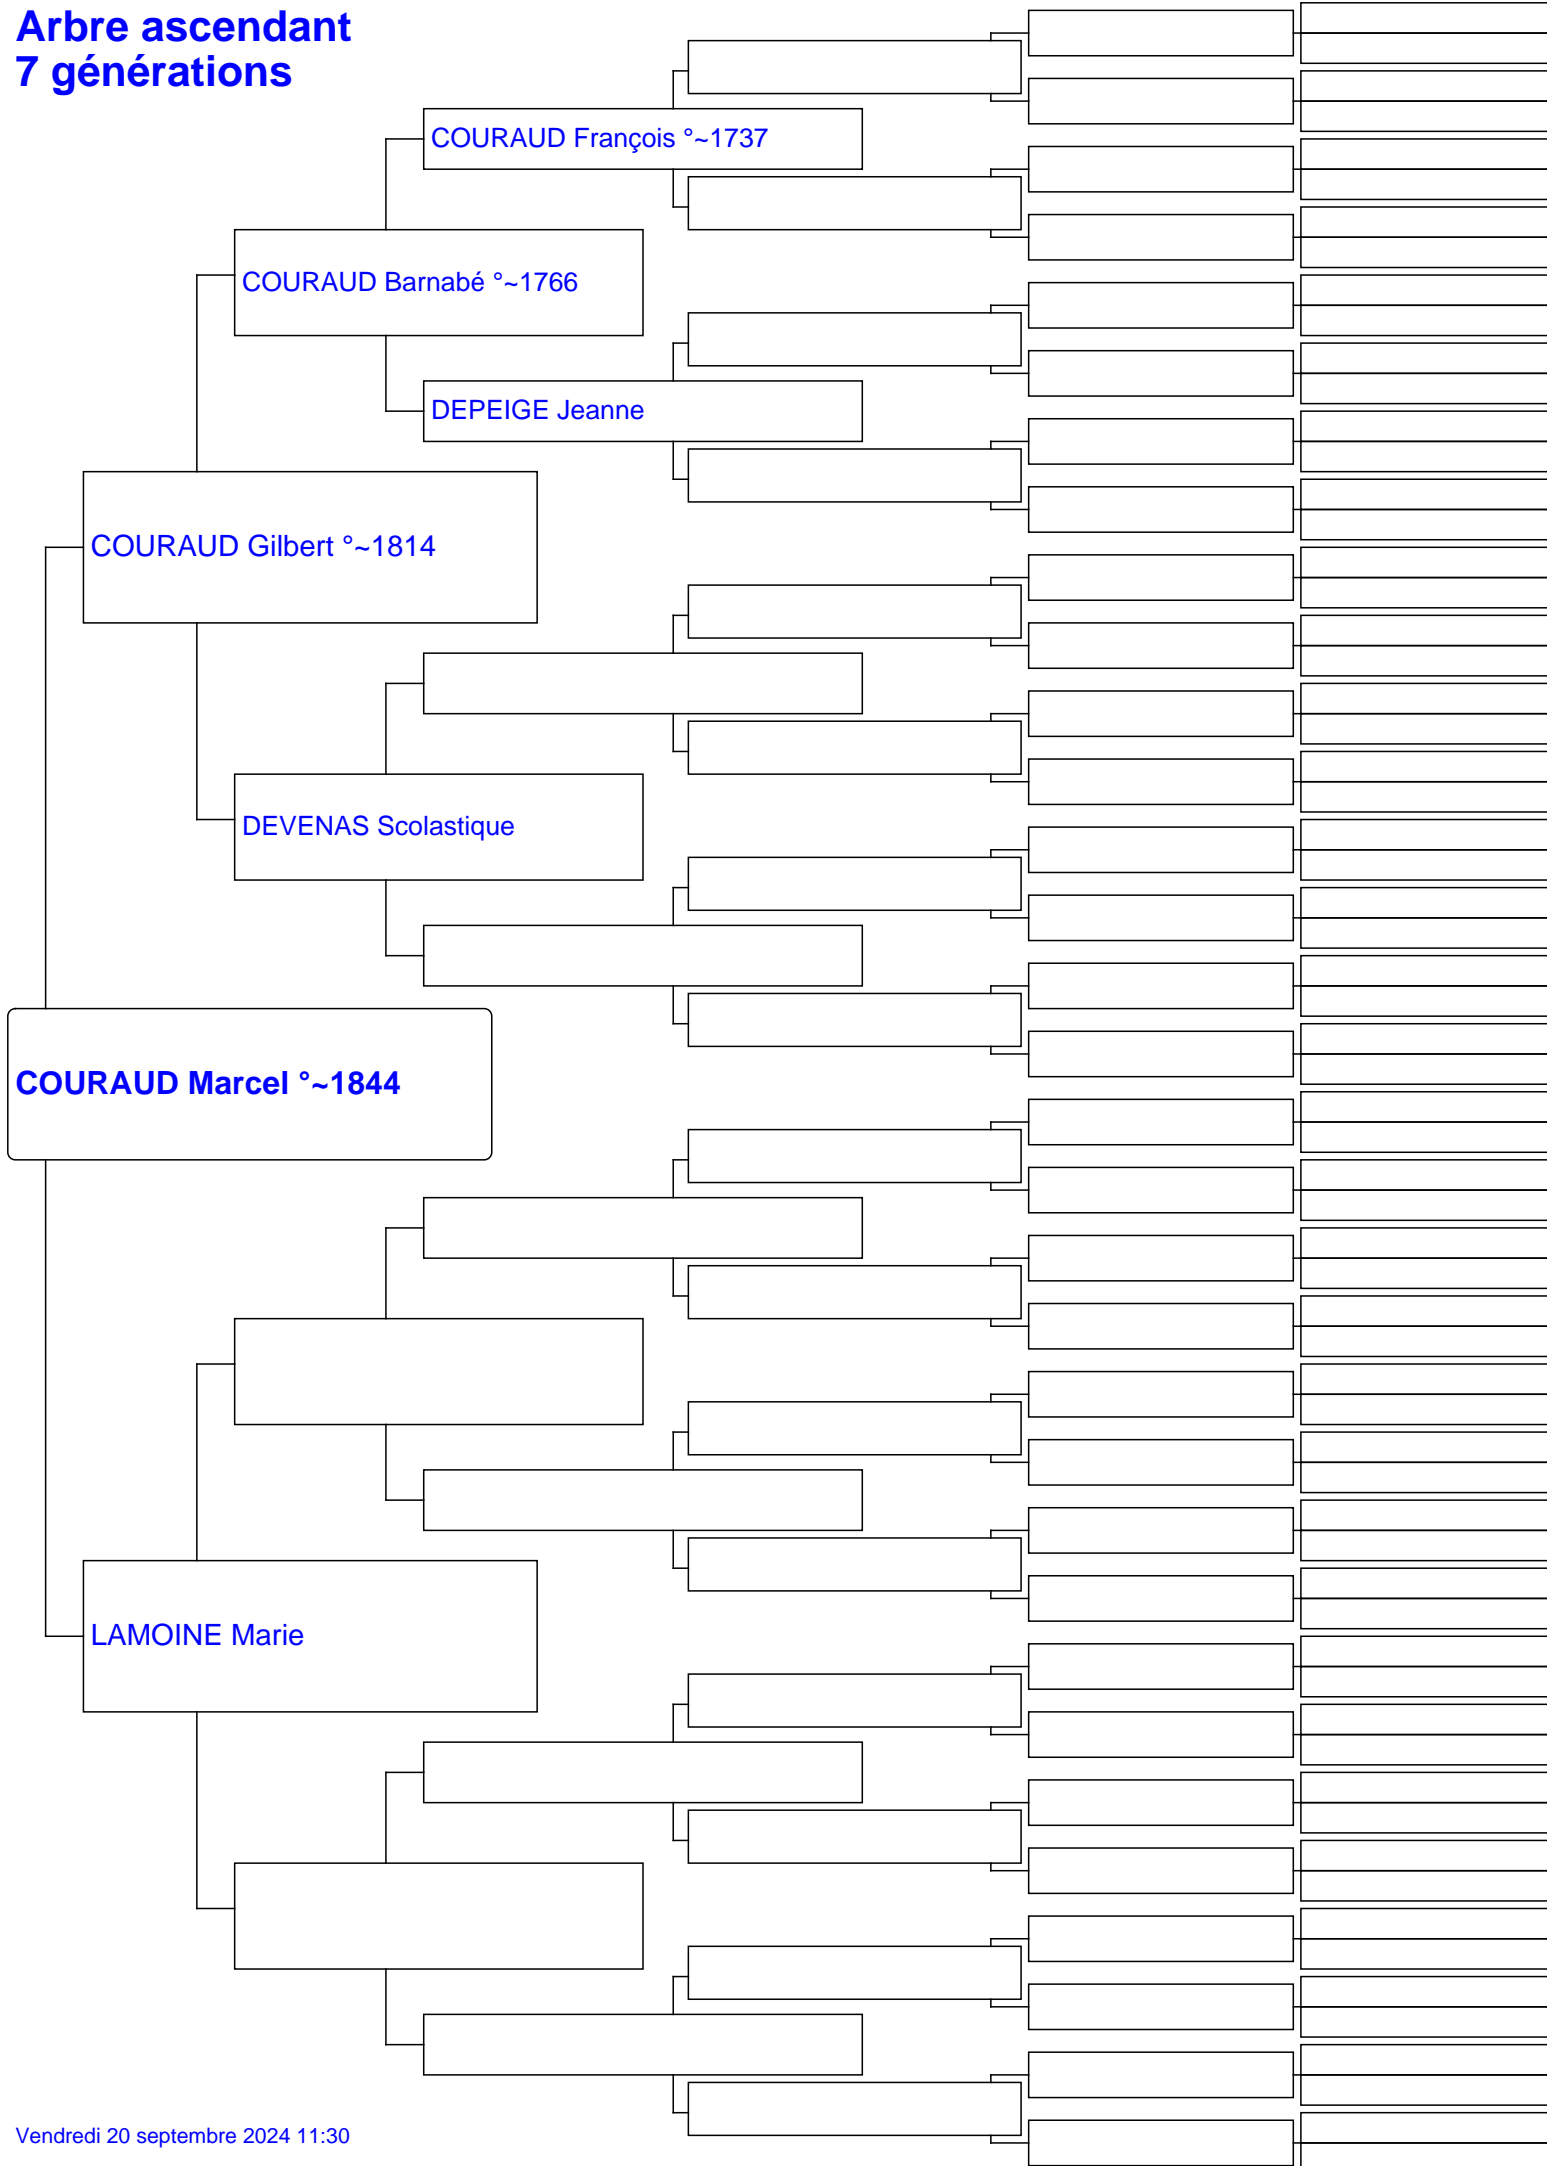 Arbre ascendant
7 générations
COURAUD François °~1737
COURAUD Barnabé °~1766
DEPEIGE Jeanne
COURAUD Gilbert °~1814
DEVENAS Scolastique
COURAUD Marcel °~1844
LAMOINE Marie
Vendredi 20 septembre 2024 11:30